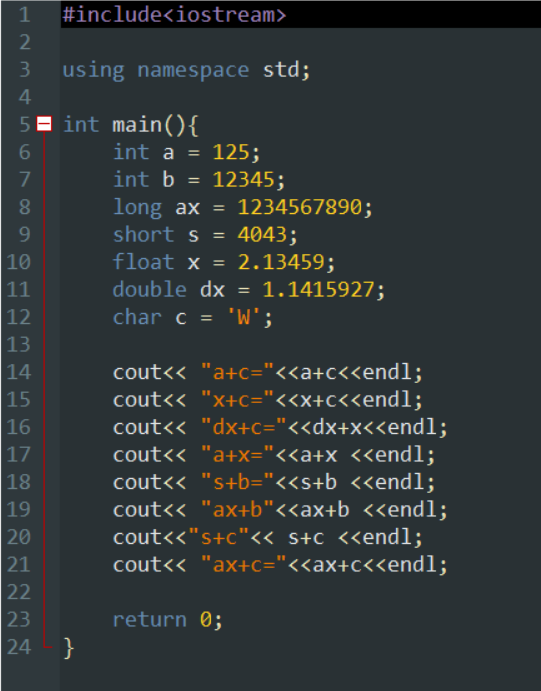 1 #include<iostream>
2
3 using namespace std;
4
5 int main(){
6 int a = 125;
7 int b = 12345;
8 long ax = 1234567890;
9 short s = 4043;
10 float x = 2.13459;
11 double dx = 1.1415927;
12 char c = 'W';
13
14 cout<< "a+c="<<a+c<<endl;
15 cout<< "x+c="<<x+c<<endl;
16 cout<< "dx+c="<<dx+x<<endl;
17 cout<< "a+x="<<a+x <<endl;
18 cout<< "s+b="<<s+b <<endl;
19 cout<< "ax+b"<<ax+b <<endl;
20 cout<<"s+c"<< s+c <<endl;
21 cout<< "ax+c="<<ax+c<<endl;
22
23 return 0;
24 }